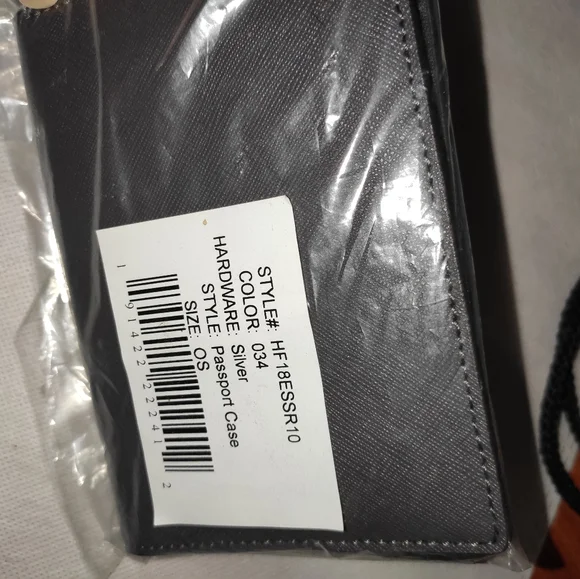 STYLE#: HF18ESSR10
COLOR: 034
HARDWARE: Silver
STYLE: Passport Case
SIZE: OS
1 91422 22241 2